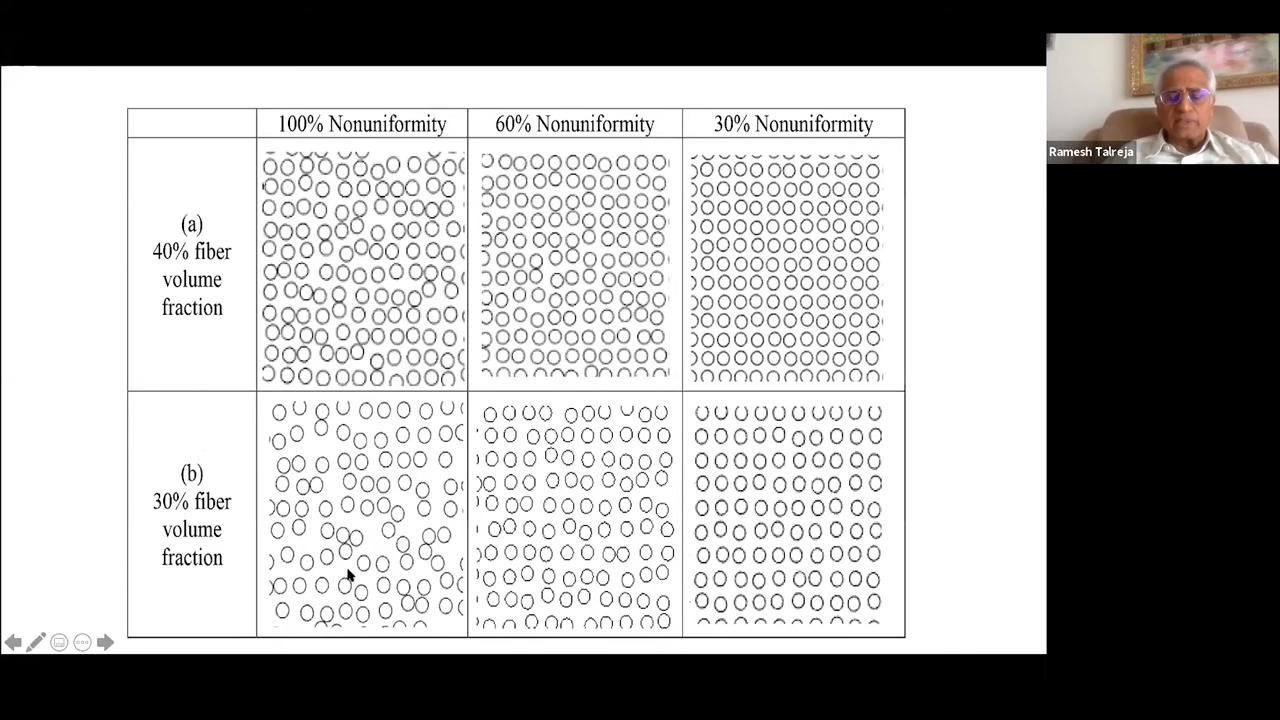 100% Nonuniformity
60% Nonuniformity
30% Nonuniformity
Ramesh Talreja
(a)
40% fiber
volume
fraction
(b)
30% fiber
volume
fraction